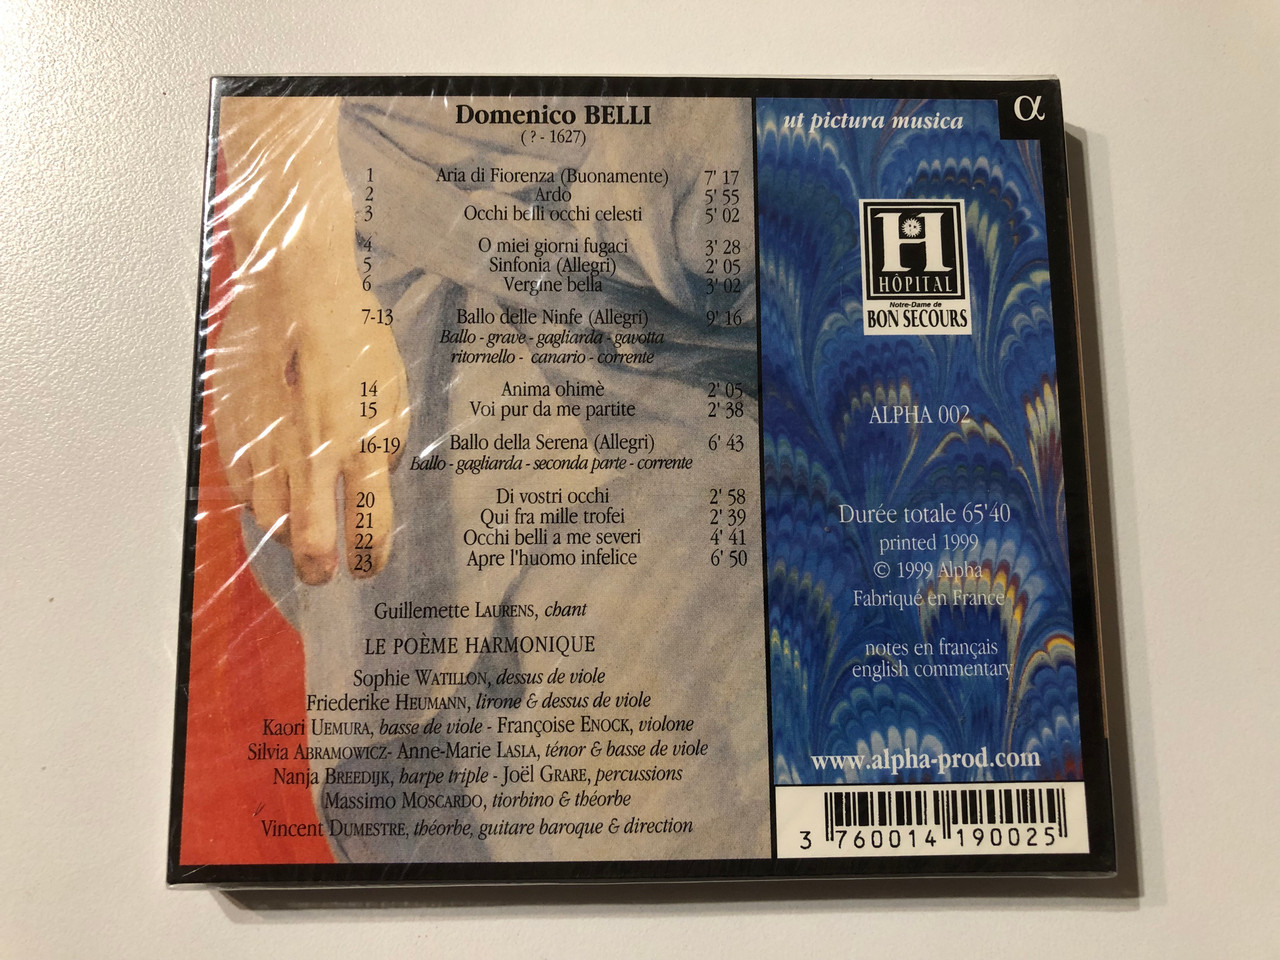 Domenico BELLI
( ? - 1627)
1 Aria di Fiorenza (Buonamente) 7' 17
2 Ardo 5' 55
3 Occhi belli occhi celesti 5' 02
4 O miei giorni fugaci 3' 28
5 Sinfonia (Allegri) 2' 05
6 Vergine bella 3' 02
7-13 Ballo delle Ninfe (Allegri) 9' 16
Ballo - grave - gagliarda - gavotta
ritornello - canario - corrente
14 Anima ohimè 2' 05
15 Voi pur da me partite 2' 38
16-19 Ballo della Serena (Allegri) 6' 43
Ballo - gagliarda - seconda parte - corrente
20 Di vostri occhi 2' 58
21 Qui fra mille trofei 2' 39
22 Occhi belli a me severi 4' 41
23 Apre l'huomo infelice 6' 50
Guillemette LAURENS, chant
LE POÈME HARMONIQUE
Sophie WATILLON, dessus de viole
Friederike HEUMANN, lirone & dessus de viole
Kaori UEMURA, basse de viole - Françoise ENOCK, violone
Silvia ABRAMOWICZ- Anne-Marie LASLA, ténor & basse de viole
Nanja BREEDIJK, harpe triple - Joël GRARE, percussions
Massimo MOSCARDO, tiorbino & théorbe
Vincent DUMESTRE, théorbe, guitare baroque & direction
ut pictura musica
α
H
HÔPITAL
Notre-Dame de
BON SECOURS
ALPHA 002
Durée totale 65'40
printed 1999
© 1999 Alpha
Fabriqué en France
notes en français
english commentary
www.alpha-prod.com
3 760014 190025